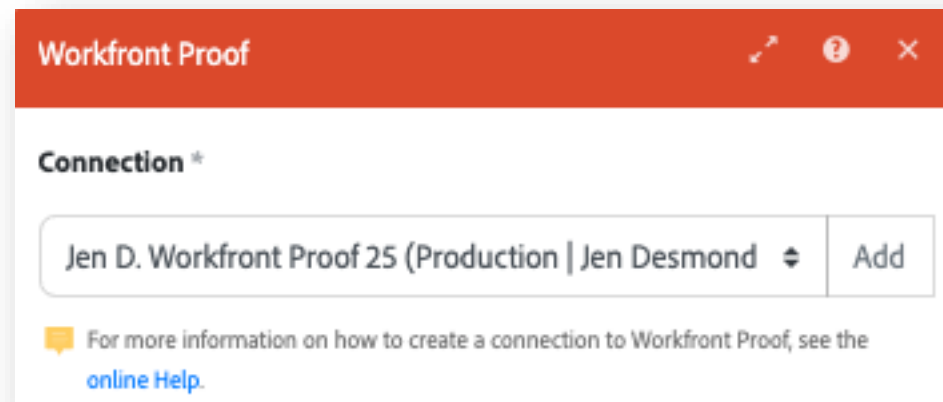 Workfront Proof
Connection *
Jen D. Workfront Proof 25 (Production | Jen Desmond
Add
For more information on how to create a connection to Workfront Proof, see the
online Help.